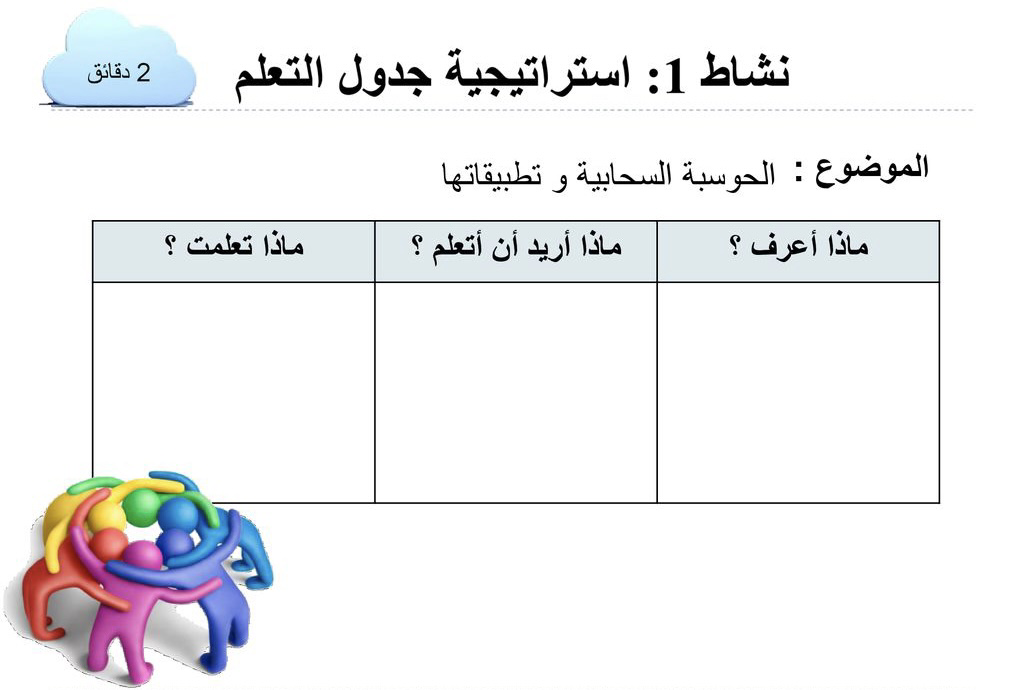 نشاط 1: استراتيجية جدول التعلم
2 دقائق
الموضوع : الحوسبة السحابية و تطبيقاتها
ماذا أعرف ؟
ماذا أريد أن أتعلم ؟
ماذا تعلمت ؟